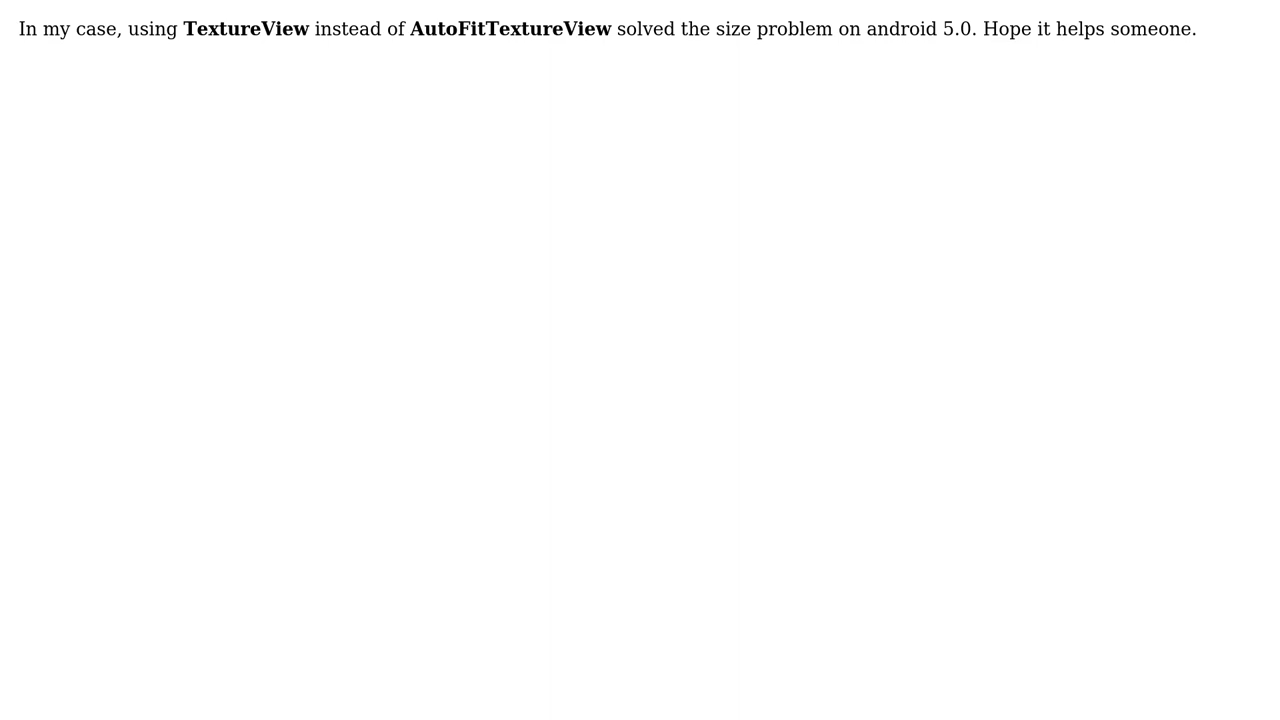 In my case, using TextureView instead of AutoFitTextureView solved the size problem on android 5.0. Hope it helps someone.